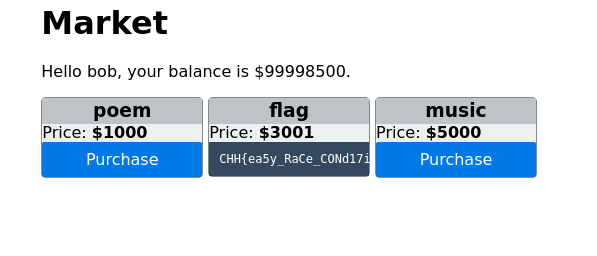 Market
Hello bob, your balance is $99998500.
poem
Price: $1000
Purchase
flag
Price: $3001
CHH{ea5y_RaCe_CONd17i
music
Price: $5000
Purchase